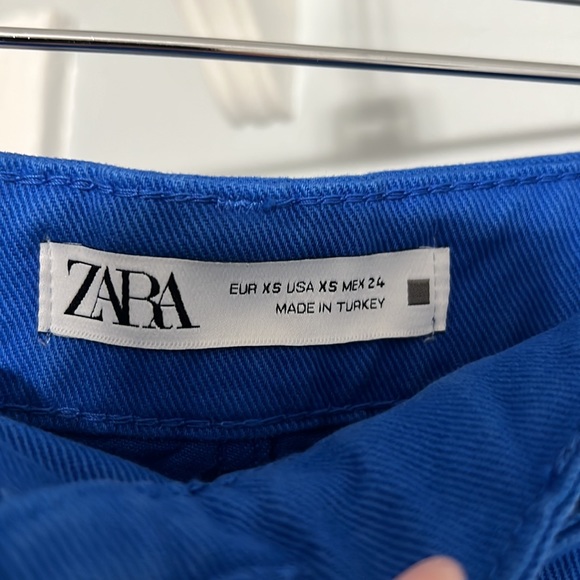 ZARA
EUR XS USA XS MEX 24
MADE IN TURKEY